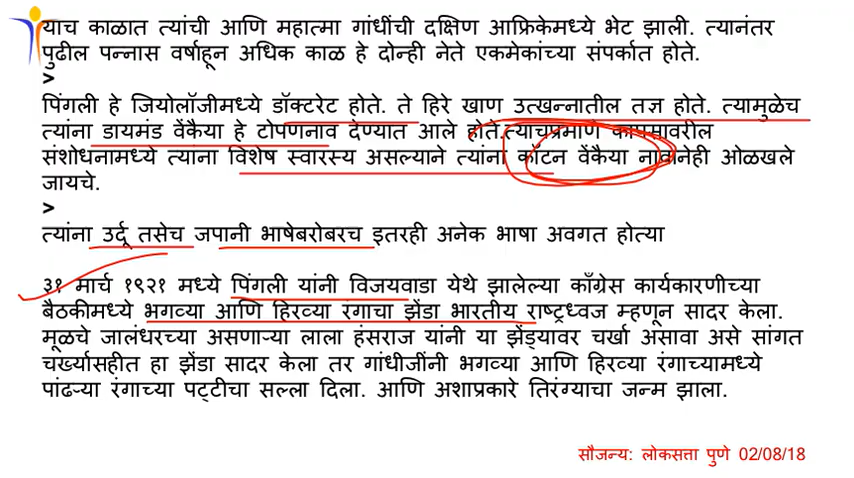 याच काळात त्यांची आणि महात्मा गांधींची दक्षिण आफ्रिकेमध्ये भेट झाली. त्यानंतर
पुढील पन्नास वर्षाहून अधिक काळ हे दोन्ही नेते एकमेकांच्या संपर्कात होते.
>
पिंगली हे जियोलॉजीमध्ये डॉक्टरेट होते. ते हिरे खाण उत्खन्नातील तज्ञ होते. त्यामुळेच
त्यांना डायमंड वेंकैया हे टोपणनाव देण्यात आले होते.त्याचप्रमाणे कापसावरील
संशोधनामध्ये त्यांना विशेष स्वारस्य असल्याने त्यांना कॉटन वेंकैया नावानेही ओळखले
जायचे.
>
त्यांना उर्दू तसेच जपानी भाषेबरोबरच इतरही अनेक भाषा अवगत होत्या
३१ मार्च १९२१ मध्ये पिंगली यांनी विजयवाडा येथे झालेल्या काँग्रेस कार्यकारणीच्या
बैठकीमध्ये भगव्या आणि हिरव्या रंगाचा झेंडा भारतीय राष्ट्रध्वज म्हणून सादर केला.
मूळचे जालंधरच्या असणाऱ्या लाला हंसराज यांनी या झेंड्यावर चर्खा असावा असे सांगत
चर्ख्यासहीत हा झेंडा सादर केला तर गांधीजींनी भगव्या आणि हिरव्या रंगाच्यामध्ये
पांढऱ्या रंगाच्या पट्टीचा सल्ला दिला. आणि अशाप्रकारे तिरंग्याचा जन्म झाला.
सौजन्य: लोकसत्ता पुणे 02/08/18